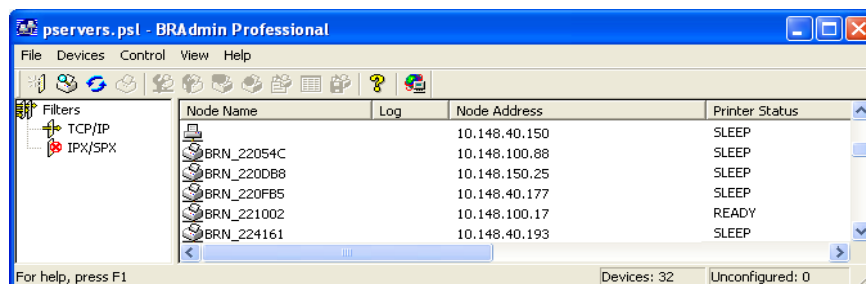 pservers.psl - BRAdmin Professional
File Devices Control View Help
Filters
TCP/IP
IPX/SPX
Node Name Log Node Address Printer Status
10.148.40.150 SLEEP
BRN_22054C 10.148.100.88 SLEEP
BRN_220DB8 10.148.150.25 SLEEP
BRN_220FB5 10.148.40.177 SLEEP
BRN_221002 10.148.100.17 READY
BRN_224161 10.148.40.193 SLEEP
For help, press F1 Devices: 32 Unconfigured: 0